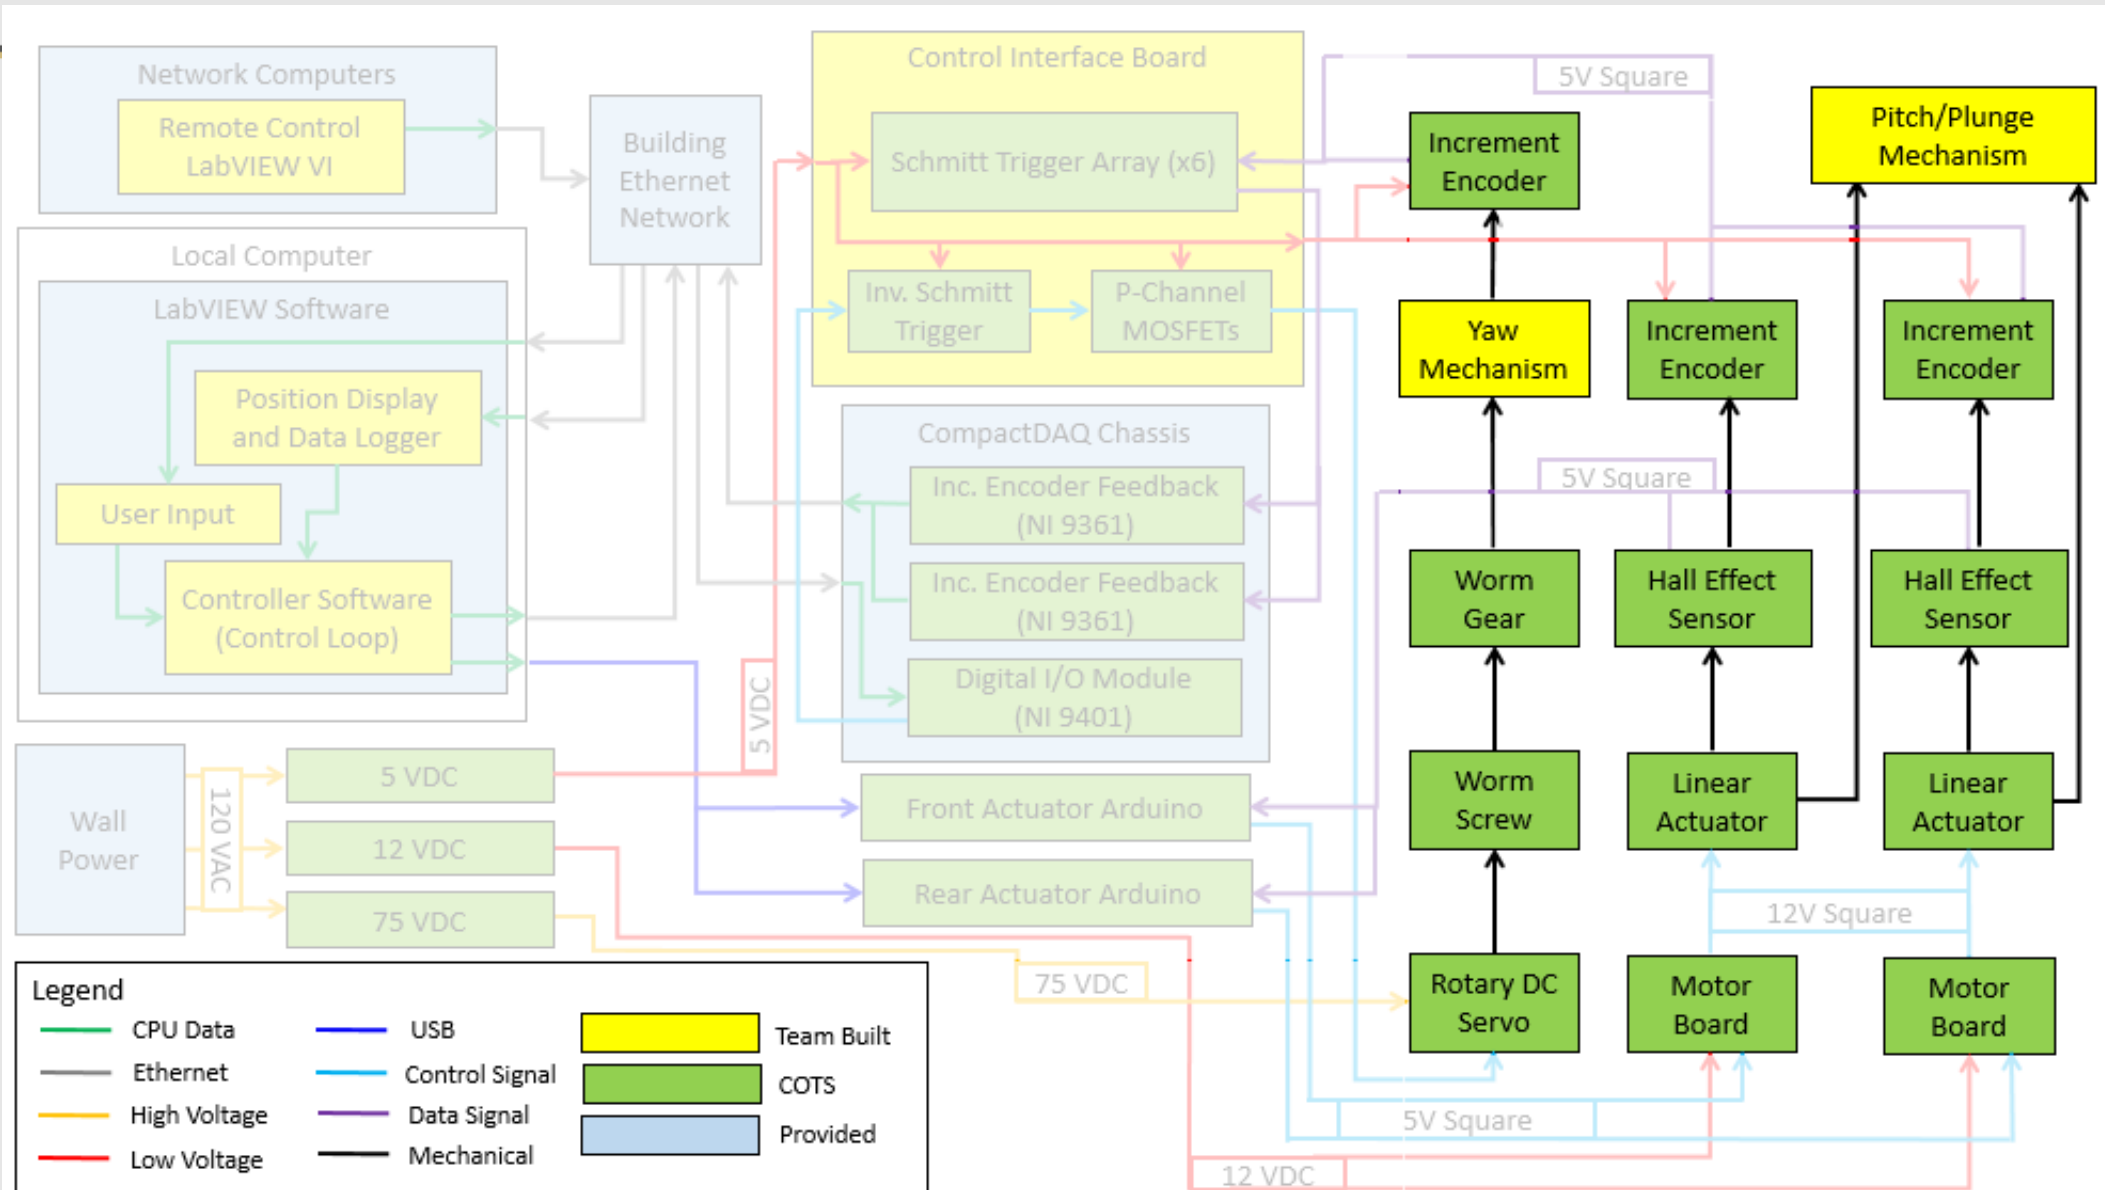 Network Computers
Remote Control
LabVIEW VI
Building
Ethernet
Network
Local Computer
LabVIEW Software
Position Display
and Data Logger
User Input
Controller Software
(Control Loop)
Wall
Power
120 VAC
5 VDC
12 VDC
75 VDC
5 VDC
Control Interface Board
Schmitt Trigger Array (x6)
Inv. Schmitt
Trigger
P-Channel
MOSFETs
CompactDAQ Chassis
Inc. Encoder Feedback
(NI 9361)
Inc. Encoder Feedback
(NI 9361)
Digital I/O Module
(NI 9401)
Front Actuator Arduino
Rear Actuator Arduino
75 VDC
5V Square
Increment
Encoder
Pitch/Plunge
Mechanism
Yaw
Mechanism
Increment
Encoder
Increment
Encoder
5V Square
Worm
Gear
Hall Effect
Sensor
Hall Effect
Sensor
Worm
Screw
Linear
Actuator
Linear
Actuator
12V Square
Rotary DC
Servo
Motor
Board
Motor
Board
5V Square
12 VDC
Legend
CPU Data
Ethernet
High Voltage
Low Voltage
USB
Control Signal
Data Signal
Mechanical
Team Built
COTS
Provided